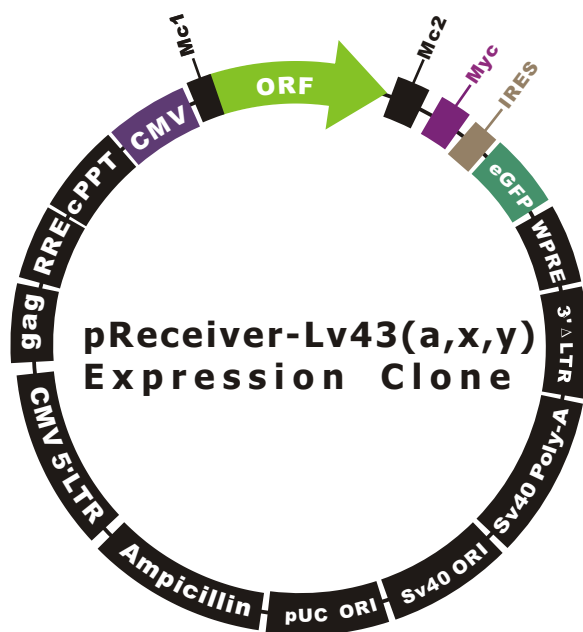 Mc1
ORF
Mc2
Myc
IRES
eGFP
WPRE
3'ΔLTR
Sv40 Poly-A
Sv40 ORI
pUC ORI
Ampicillin
CMV 5'LTR
gag
RRE
cPPT
CMV
pReceiver-Lv43(a,x,y)
Expression Clone